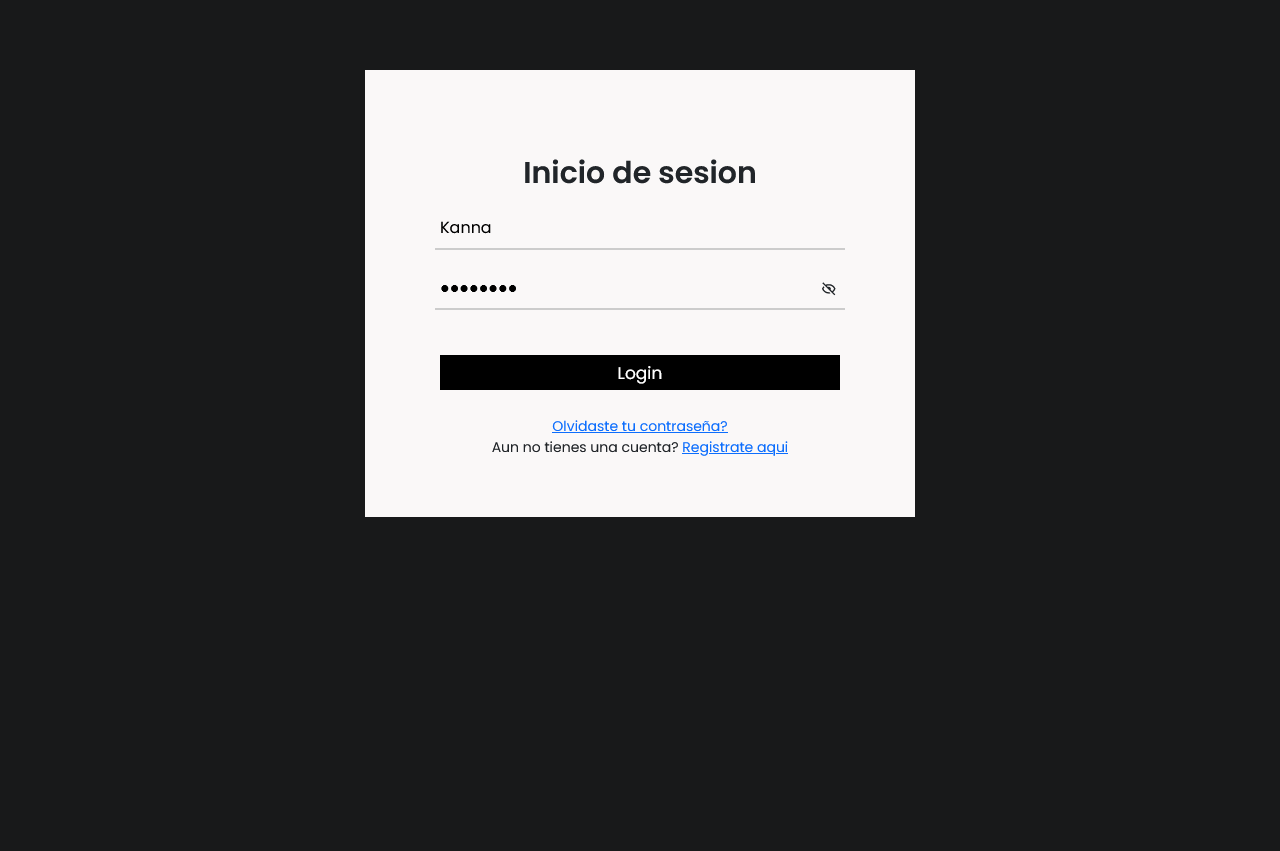 Inicio de sesion
Kanna
••••••••
Login
Olvidaste tu contraseña?
Aun no tienes una cuenta? Registrate aqui